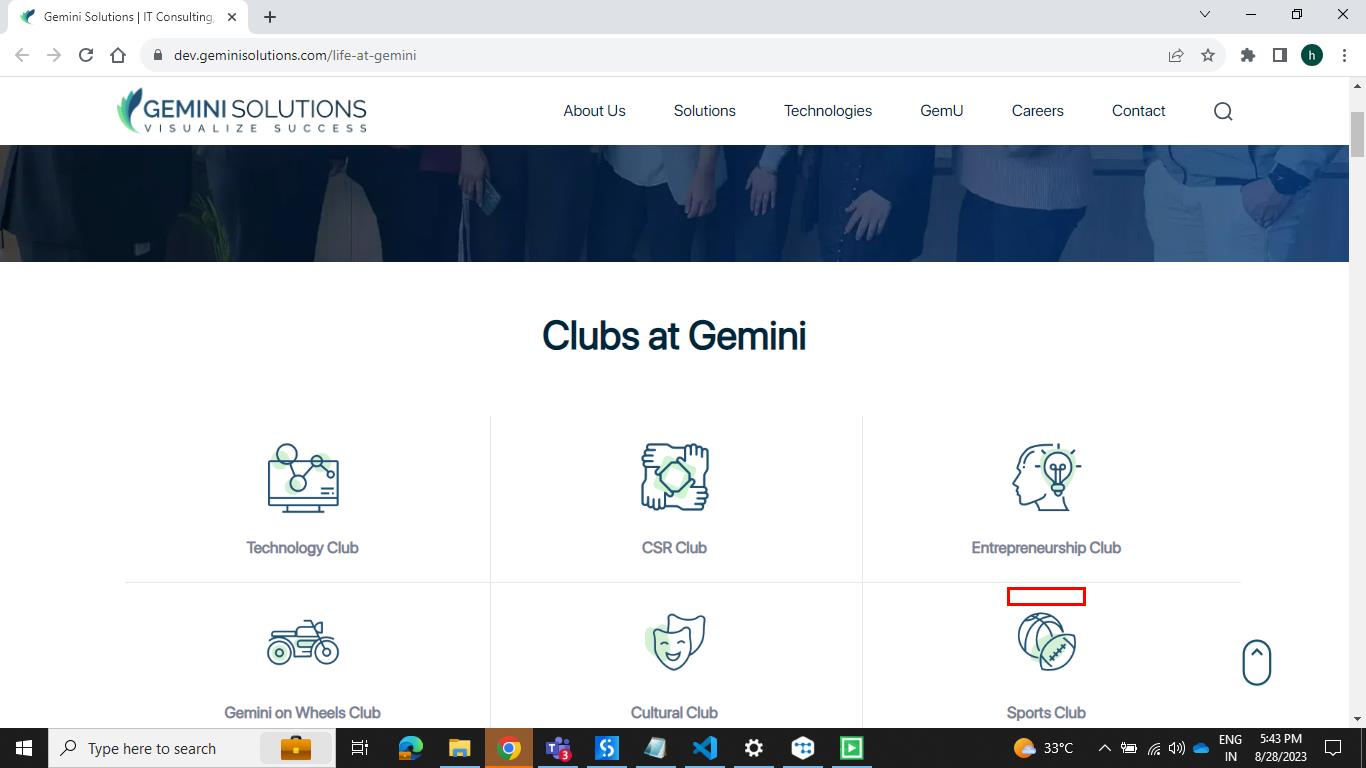 Gemini Solutions | IT Consulting,
dev.geminisolutions.com/life-at-gemini
h
GEMINI SOLUTIONS
VISUALIZE SUCCESS
About Us
Solutions
Technologies
GemU
Careers
Contact
Clubs at Gemini
Technology Club
CSR Club
Entrepreneurship Club
Gemini on Wheels Club
Cultural Club
Sports Club
Type here to search
3
33°C
ENG
IN
5:43 PM
8/28/2023